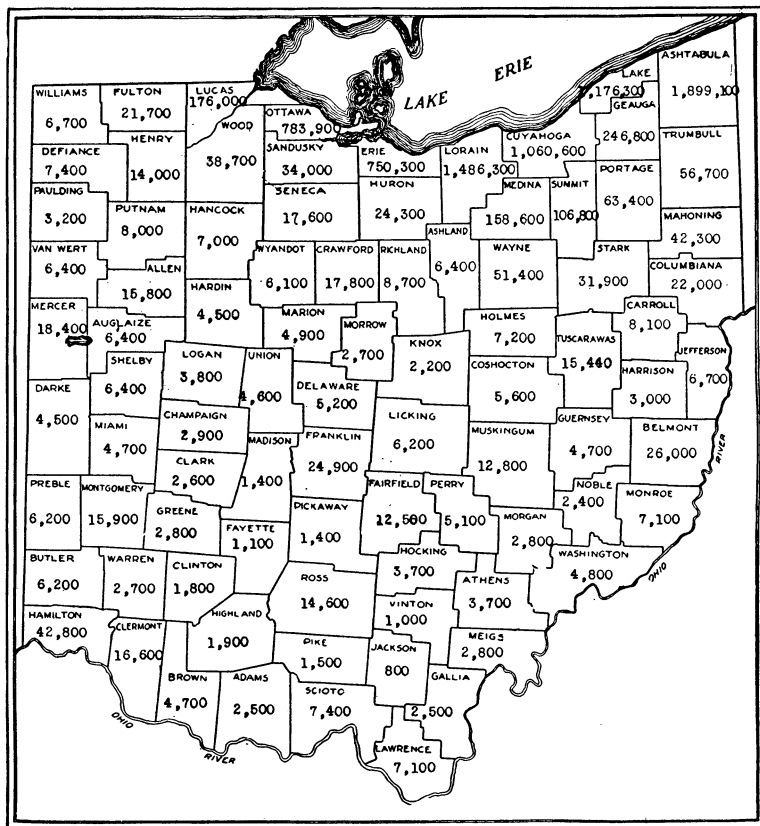 LAKE ERIE
WILLIAMS
6,700
FULTON
21,700
LUCAS
176,000
OTTAWA
783,900
LAKE
1,176,300
ASHTABULA
1,899,100
GEAUGA
246,800
CUYAHOGA
1,060,600
DEFIANCE
7,400
HENRY
14,000
WOOD
38,700
SANDUSKY
34,000
ERIE
750,300
LORAIN
1,486,300
TRUMBULL
56,700
PAULDING
3,200
PUTNAM
8,000
HANCOCK
7,000
SENECA
17,600
HURON
24,300
MEDINA
158,600
SUMMIT
106,800
PORTAGE
63,400
MAHONING
42,300
VAN WERT
6,400
ALLEN
15,800
WYANDOT
6,100
CRAWFORD
17,800
RICHLAND
8,700
ASHLAND
6,400
WAYNE
51,400
STARK
31,900
COLUMBIANA
22,000
MERCER
18,400
AUGLAIZE
6,400
HARDIN
4,500
MARION
4,900
MORROW
2,700
KNOX
2,200
HOLMES
7,200
TUSCARAWAS
15,440
CARROLL
8,100
JEFFERSON
6,700
DARKE
4,500
SHELBY
6,400
LOGAN
3,800
UNION
4,600
DELAWARE
5,200
COSHOCTON
5,600
HARRISON
3,000
MIAMI
4,700
CHAMPAIGN
2,900
MADISON
1,400
FRANKLIN
24,900
LICKING
6,200
MUSKINGUM
12,800
GUERNSEY
4,700
BELMONT
26,000
CLARK
2,600
PREBLE
6,200
MONTGOMERY
15,900
GREENE
2,800
FAYETTE
1,100
PICKAWAY
1,400
FAIRFIELD
12,500
PERRY
5,100
MORGAN
2,800
NOBLE
2,400
MONROE
7,100
BUTLER
6,200
WARREN
2,700
CLINTON
1,800
ROSS
14,600
HOCKING
3,700
ATHENS
3,700
WASHINGTON
4,800
HAMILTON
42,800
CLERMONT
16,600
HIGHLAND
1,900
PIKE
1,500
VINTON
1,000
JACKSON
800
MEIGS
2,800
BROWN
4,700
ADAMS
2,500
SCIOTO
7,400
GALLIA
2,500
LAWRENCE
7,100
OHIO RIVER
OHIO RIVER